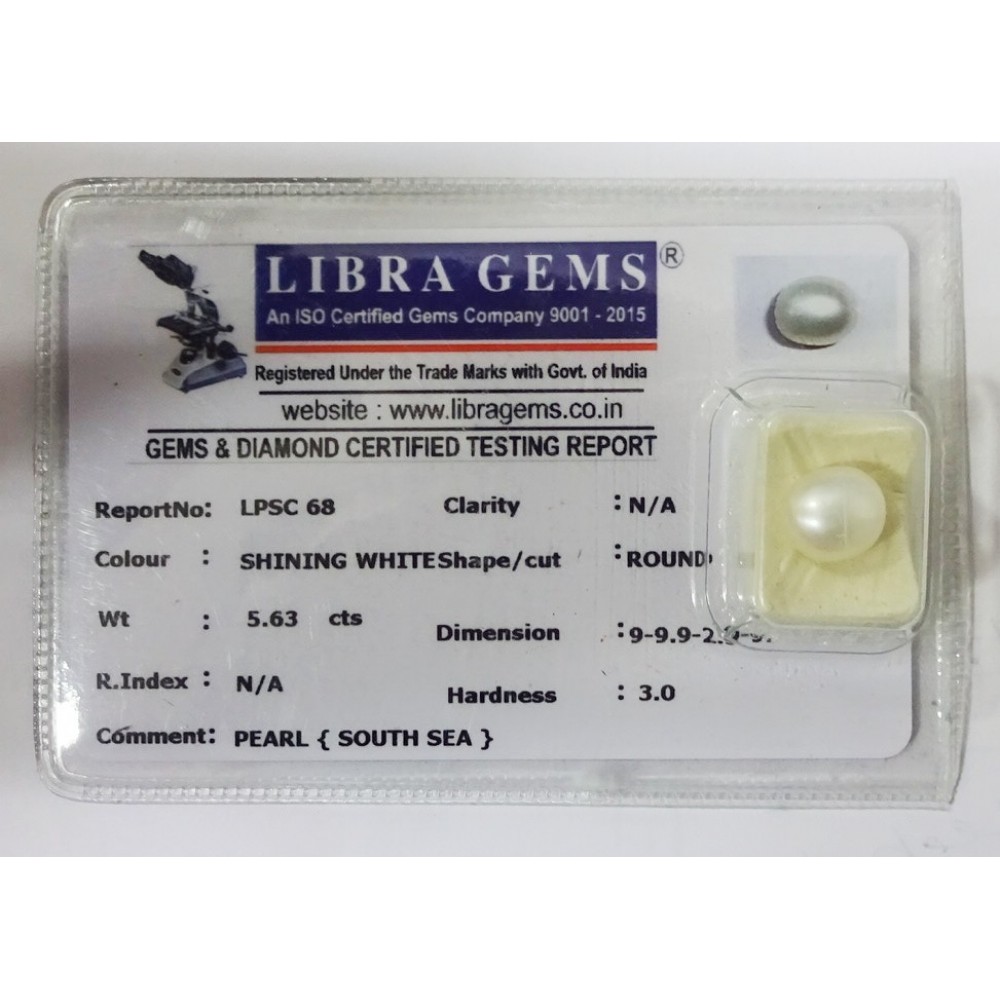 LIBRA GEMS ®
An ISO Certified Gems Company 9001 - 2015
Registered Under the Trade Marks with Govt. of India
website : www.libragems.co.in
GEMS & DIAMOND CERTIFIED TESTING REPORT
ReportNo: LPSC 68 Clarity : N/A
Colour : SHINING WHITE Shape/cut : ROUND
Wt : 5.63 cts Dimension :
R.Index : N/A Hardness : 3.0
Comment: PEARL { SOUTH SEA }